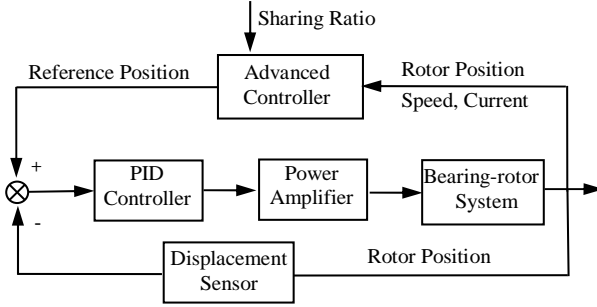 Sharing Ratio
Reference Position
Advanced
Controller
Rotor Position
Speed, Current
+
PID
Controller
Power
Amplifier
Bearing-rotor
System
-
Displacement
Sensor
Rotor Position